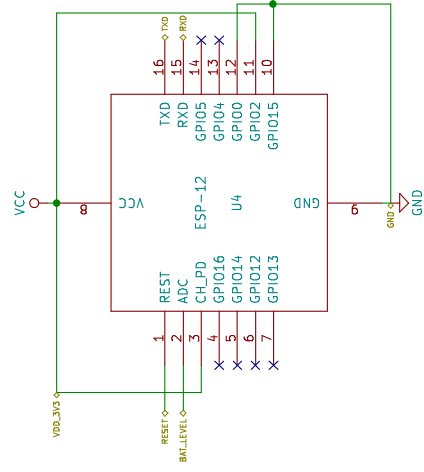 TXD
RXD
16
15
14
13
12
11
10
TXD
RXD
GPIO5
GPIO4
GPIO0
GPIO2
GPIO15
VCC
8
VCC
ESP-12
U4
GND
9
GND
GND
REST
ADC
CH_PD
GPIO16
GPIO14
GPIO12
GPIO13
1
2
3
4
5
6
7
VDD_3V3
RESET
BAT_LEVEL